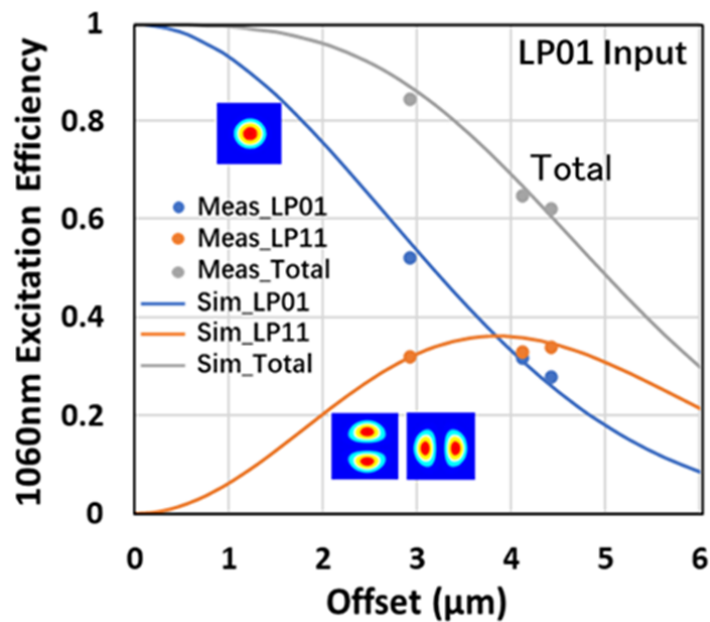 1060nm Excitation Efficiency
1
0.8
0.6
0.4
0.2
0
LP01 Input
Total
Meas_LP01
Meas_LP11
Meas_Total
Sim_LP01
Sim_LP11
Sim_Total
0 1 2 3 4 5 6
Offset (μm)